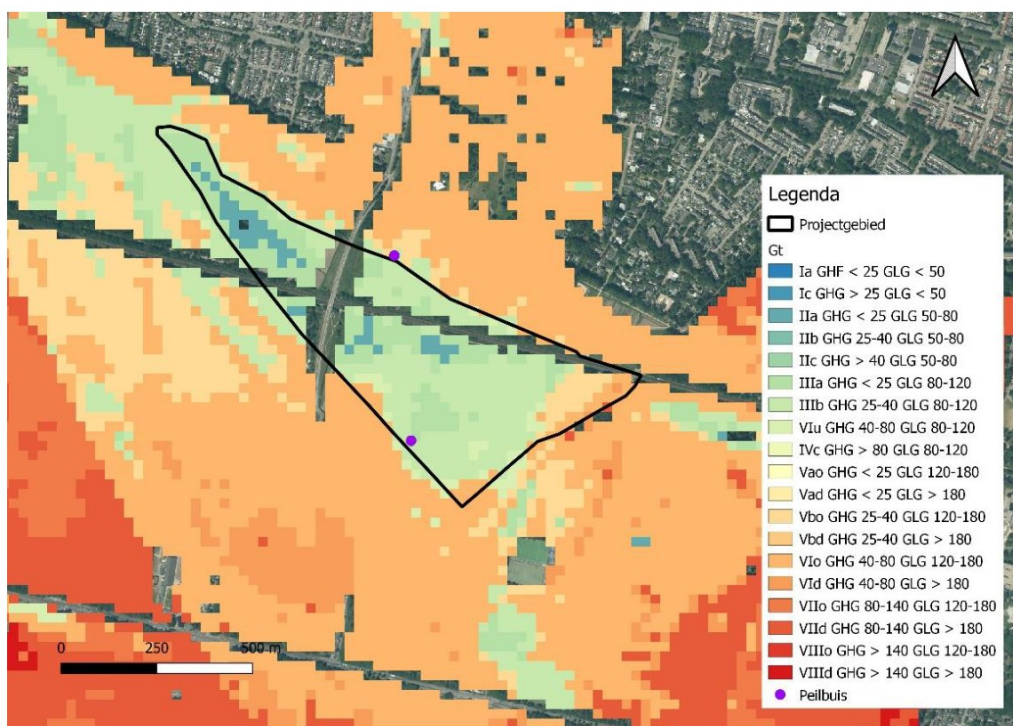 Legenda
Projectgebied
Gt
Ia GHF < 25 GLG < 50
Ic GHG > 25 GLG < 50
IIa GHG < 25 GLG 50-80
IIb GHG 25-40 GLG 50-80
IIc GHG > 40 GLG 50-80
IIIa GHG < 25 GLG 80-120
IIIb GHG 25-40 GLG 80-120
VIu GHG 40-80 GLG 80-120
IVc GHG > 80 GLG 80-120
Vao GHG < 25 GLG 120-180
Vad GHG < 25 GLG > 180
Vbo GHG 25-40 GLG 120-180
Vbd GHG 25-40 GLG > 180
VIo GHG 40-80 GLG 120-180
VId GHG 40-80 GLG > 180
VIIo GHG 80-140 GLG 120-180
VIId GHG 80-140 GLG > 180
VIIIo GHG > 140 GLG 120-180
VIIId GHG > 140 GLG > 180
Peilbuis
0 250 500 m